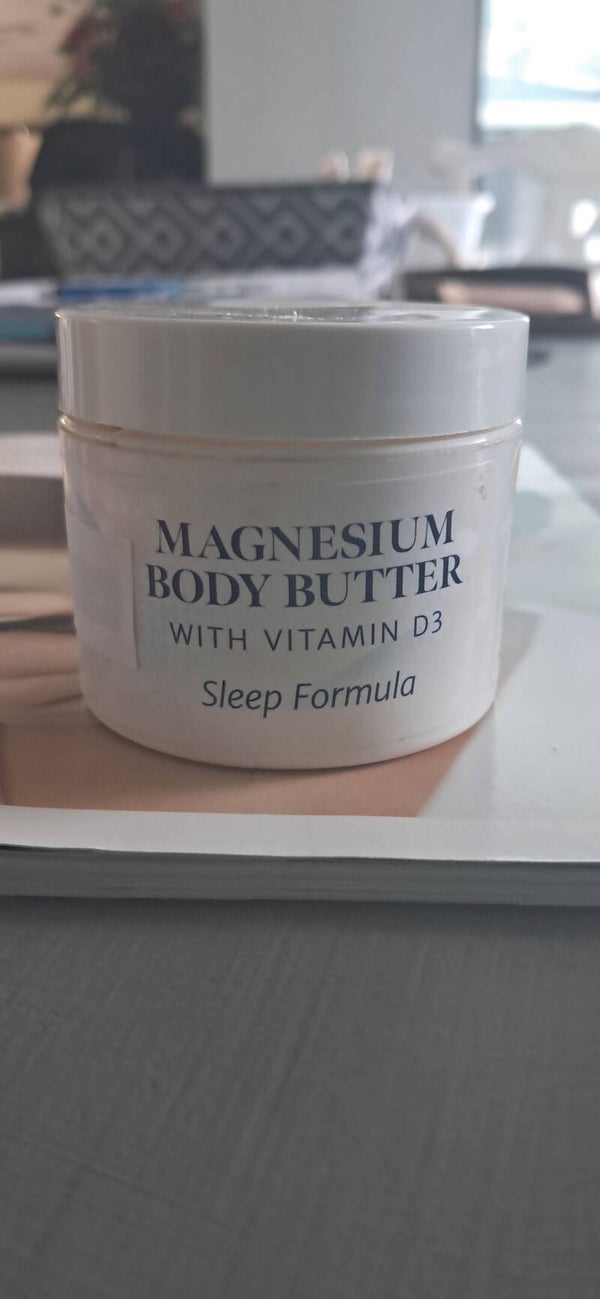 MAGNESIUM
BODY BUTTER
WITH VITAMIN D3
Sleep Formula